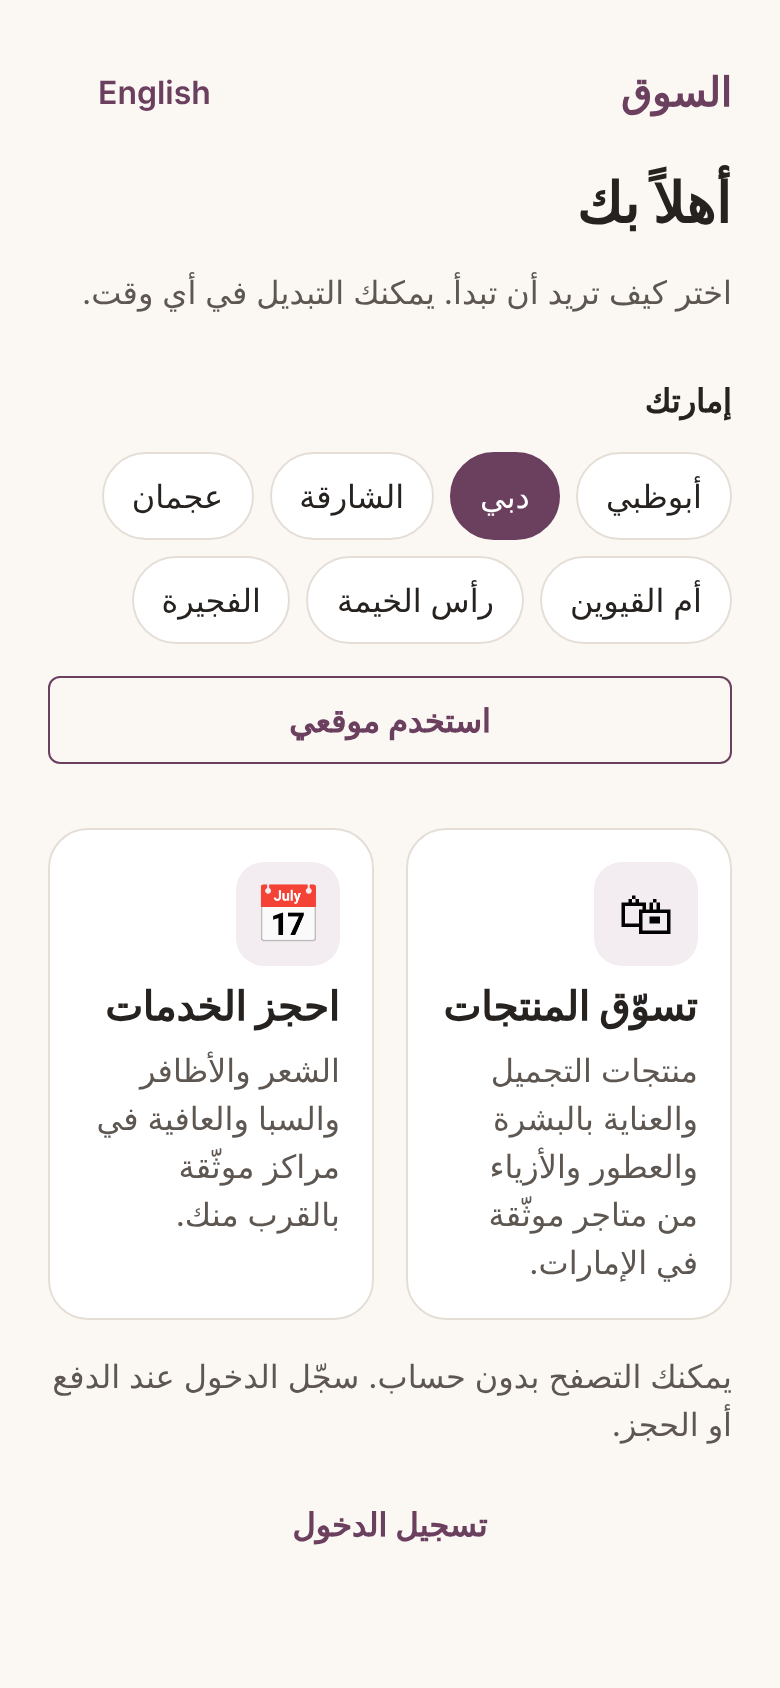 السوق
English
أهلاً بك
اختر كيف تريد أن تبدأ. يمكنك التبديل في أي وقت.
إمارتك
أبوظبي
دبي
الشارقة
عجمان
أم القيوين
رأس الخيمة
الفجيرة
استخدم موقعي
تسوّق المنتجات
منتجات التجميل
والعناية بالبشرة
والعطور والأزياء
من متاجر موثّقة
في الإمارات.
July
17
احجز الخدمات
الشعر والأظافر
والسبا والعافية في
مراكز موثّقة
بالقرب منك.
يمكنك التصفح بدون حساب. سجّل الدخول عند الدفع
أو الحجز.
تسجيل الدخول